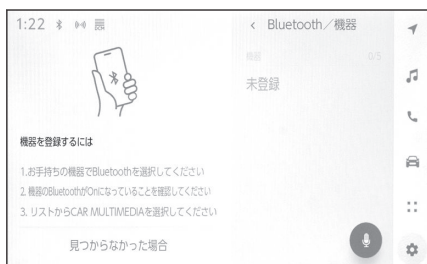 1:22
< Bluetooth／機器
機器 0/5
未登録
機器を登録するには
1.お手持ちの機器でBluetoothを選択してください
2. 機器のBluetoothがOnになっていることを確認してください
3. リストからCAR MULTIMEDIAを選択してください
見つからなかった場合